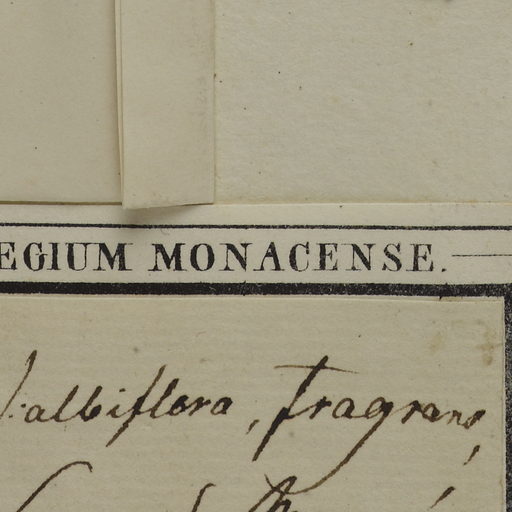 EGIUM MONACENSE.
albiflora, fragrans,